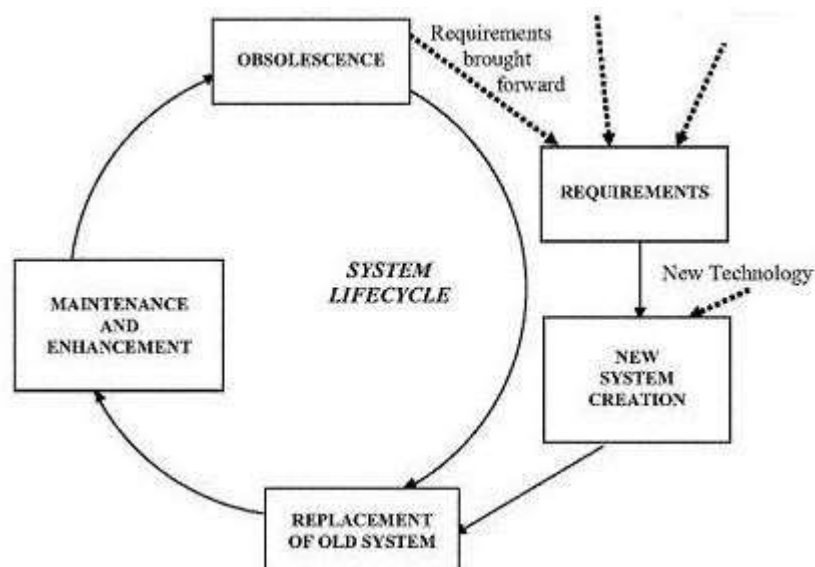 OBSOLESCENCE
Requirements
brought
forward
REQUIREMENTS
New Technology
SYSTEM
LIFECYCLE
MAINTENANCE
AND
ENHANCEMENT
NEW
SYSTEM
CREATION
REPLACEMENT
OF OLD SYSTEM